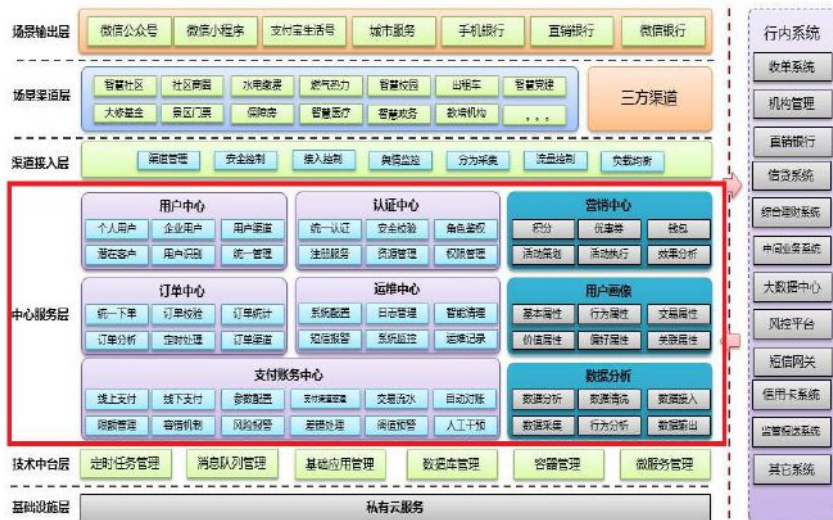 场景输出层
微信公众号 微信小程序 支付宝生活号 城市服务 手机银行 直销银行 微信银行
场景渠道层
智慧社区 社区商圈 水电缴费 燃气热力 智慧校园 出租车 智慧党建
大修基金 景区门票 保障房 智慧医疗 智慧政务 教培机构 。。。
三方渠道
渠道接入层
渠道管理 安全控制 接入控制 舆情监控 分为采集 流量控制 负载均衡
中心服务层
用户中心
个人用户 企业用户 用户渠道
潜在客户 用户识别 统一管理
认证中心
统一认证 安全校验 角色鉴权
注册服务 资源管理 权限管理
营销中心
积分 优惠券 钱包
活动策划 活动执行 效果分析
订单中心
统一下单 订单校验 订单统计
订单分析 定时处理 订单渠道
运维中心
系统配置 日志管理 智能清理
短信报警 系统监控 运维记录
用户画像
基本属性 行为属性 交易属性
价值属性 偏好属性 关联属性
支付账务中心
线上支付 线下支付 参数配置 支付渠道管理 交易流水 自动对账
限额管理 容错机制 风险报警 差错处理 阈值预警 人工干预
数据分析
数据分析 数据清洗 数据接入
数据采集 行为分析 数据输出
技术中台层
定时任务管理 消息队列管理 基础应用管理 数据库管理 容器管理 微服务管理
基础设施层
私有云服务
行内系统
收单系统
机构管理
直销银行
信贷系统
综合理财系统
中间业务系统
大数据中心
风控平台
短信网关
信用卡系统
监管报送系统
其它系统